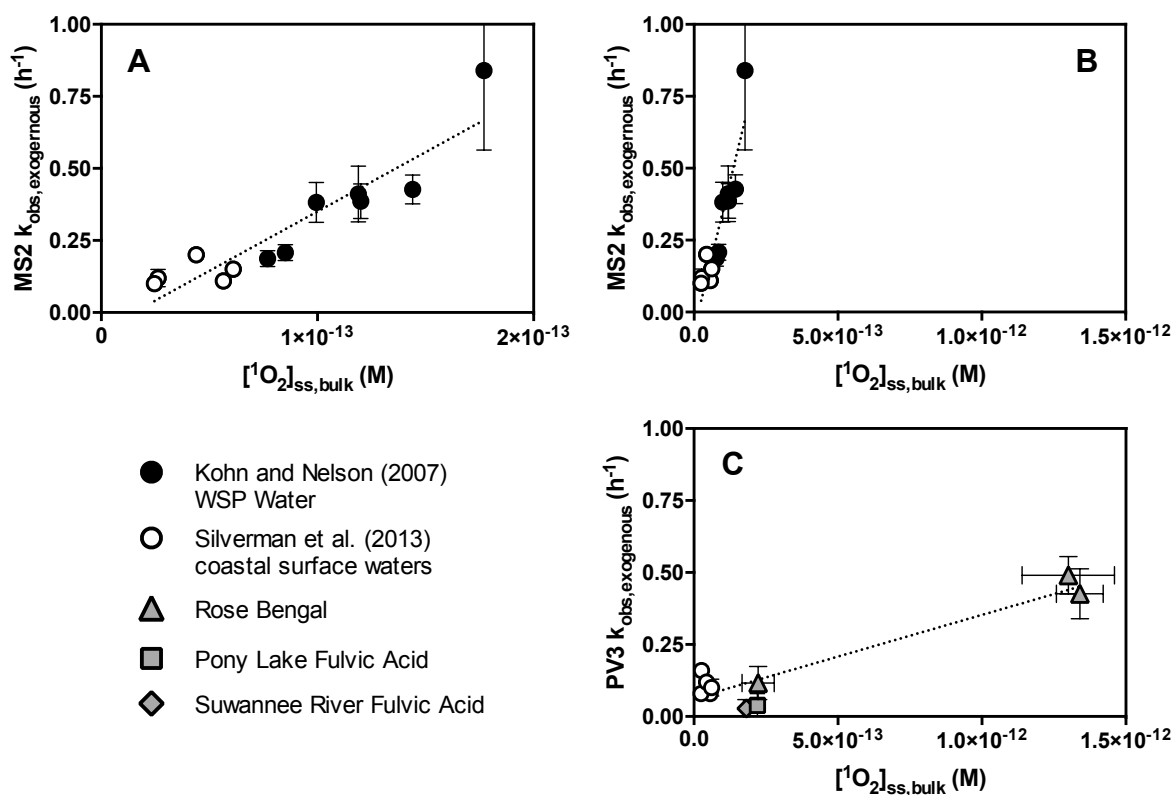 A
MS2 k_obs,exogernous (h⁻¹)
1.00
0.75
0.50
0.25
0.00
0
1×10⁻¹³
2×10⁻¹³
[¹O₂]ss,bulk (M)
B
MS2 k_obs,exogernous (h⁻¹)
1.00
0.75
0.50
0.25
0.00
0.0
5.0×10⁻¹³
1.0×10⁻¹²
1.5×10⁻¹²
[¹O₂]ss,bulk (M)
Kohn and Nelson (2007)
WSP Water
Silverman et al. (2013)
coastal surface waters
Rose Bengal
Pony Lake Fulvic Acid
Suwannee River Fulvic Acid
C
PV3 k_obs,exogenous (h⁻¹)
1.00
0.75
0.50
0.25
0.00
0.0
5.0×10⁻¹³
1.0×10⁻¹²
1.5×10⁻¹²
[¹O₂]ss,bulk (M)